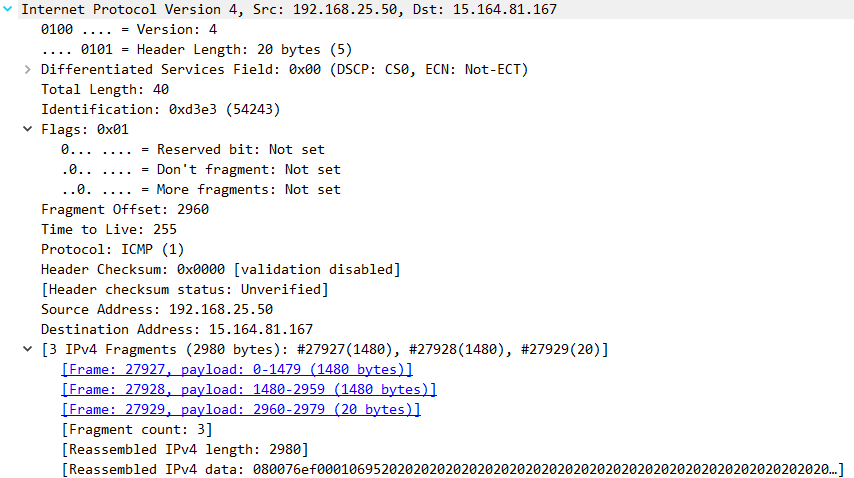 Internet Protocol Version 4, Src: 192.168.25.50, Dst: 15.164.81.167
0100 .... = Version: 4
.... 0101 = Header Length: 20 bytes (5)
Differentiated Services Field: 0x00 (DSCP: CS0, ECN: Not-ECT)
Total Length: 40
Identification: 0xd3e3 (54243)
Flags: 0x01
0... .... = Reserved bit: Not set
.0.. .... = Don't fragment: Not set
..0. .... = More fragments: Not set
Fragment Offset: 2960
Time to Live: 255
Protocol: ICMP (1)
Header Checksum: 0x0000 [validation disabled]
[Header checksum status: Unverified]
Source Address: 192.168.25.50
Destination Address: 15.164.81.167
[3 IPv4 Fragments (2980 bytes): #27927(1480), #27928(1480), #27929(20)]
[Frame: 27927, payload: 0-1479 (1480 bytes)]
[Frame: 27928, payload: 1480-2959 (1480 bytes)]
[Frame: 27929, payload: 2960-2979 (20 bytes)]
[Fragment count: 3]
[Reassembled IPv4 length: 2980]
[Reassembled IPv4 data: 080076ef00010695202020202020202020202020202020202020202020202020202020…]